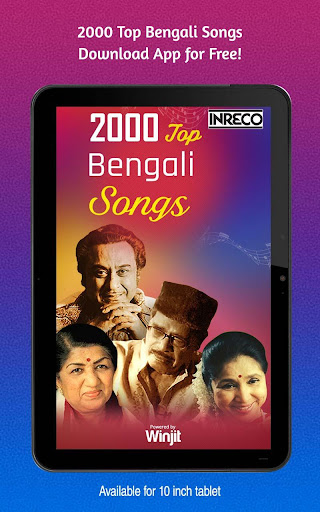 2000 Top Bengali Songs
Download App for Free!
INRECO
2000 Top
Bengali
Songs
Powered by
Winjit
Available for 10 inch tablet